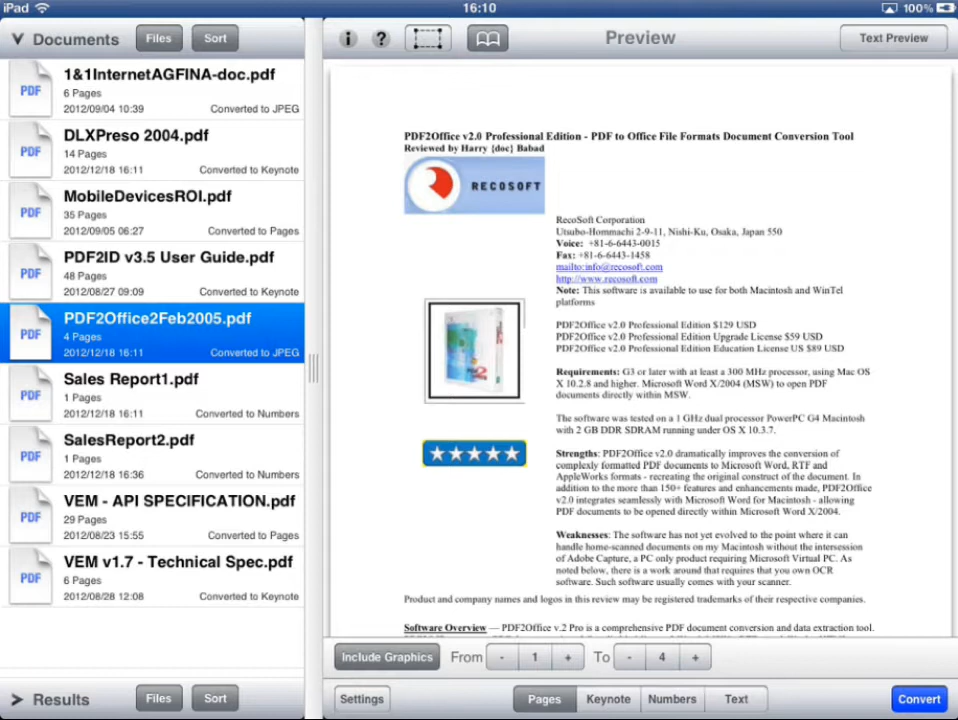 iPad 16:10 100%
Documents Files Sort
i ? Preview Text Preview
PDF
1&1InternetAGFINA-doc.pdf
6 Pages
2012/09/04 10:39 Converted to JPEG
PDF
DLXPreso 2004.pdf
14 Pages
2012/12/18 16:11 Converted to Keynote
PDF
MobileDevicesROI.pdf
35 Pages
2012/09/05 06:27 Converted to Pages
PDF
PDF2ID v3.5 User Guide.pdf
48 Pages
2012/08/27 09:09 Converted to Keynote
PDF
PDF2Office2Feb2005.pdf
4 Pages
2012/12/18 16:11 Converted to JPEG
PDF
Sales Report1.pdf
1 Pages
2012/12/18 16:11 Converted to Numbers
PDF
SalesReport2.pdf
1 Pages
2012/12/18 16:36 Converted to Numbers
PDF
VEM - API SPECIFICATION.pdf
29 Pages
2012/08/23 15:55 Converted to Pages
PDF
VEM v1.7 - Technical Spec.pdf
6 Pages
2012/08/28 12:08 Converted to Keynote
Results Files Sort
PDF2Office v2.0 Professional Edition - PDF to Office File Formats Document Conversion Tool
Reviewed by Harry {doc} Babad
RECOSOFT
RecoSoft Corporation
Utsubo-Hommachi 2-9-11, Nishi-Ku, Osaka, Japan 550
Voice: +81-6-6443-0015
Fax: +81-6-6443-1458
mailto:info@recosoft.com
http://www.recosoft.com
Note: This software is available to use for both Macintosh and WinTel
platforms
PDF2Office v2.0 Professional Edition $129 USD
PDF2Office v2.0 Professional Edition Upgrade License $59 USD
PDF2Office v2.0 Professional Edition Education License US $89 USD
Requirements: G3 or later with at least a 300 MHz processor, using Mac OS
X 10.2.8 and higher. Microsoft Word X/2004 (MSW) to open PDF
documents directly within MSW.
The software was tested on a 1 GHz dual processor PowerPC G4 Macintosh
with 2 GB DDR SDRAM running under OS X 10.3.7.
Strengths: PDF2Office v2.0 dramatically improves the conversion of
complexly formatted PDF documents to Microsoft Word, RTF and
AppleWorks formats - recreating the original construct of the document. In
addition to the more than 150+ features and enhancements made, PDF2Office
v2.0 integrates seamlessly with Microsoft Word for Macintosh - allowing
PDF documents to be opened directly within Microsoft Word X/2004.
Weaknesses: The software has not yet evolved to the point where it can
handle home-scanned documents on my Macintosh without the intersession
of Adobe Capture, a PC only product requiring Microsoft Virtual PC. As
noted below, there is a work around that requires that you own OCR
software. Such software usually comes with your scanner.
Product and company names and logos in this review may be registered trademarks of their respective companies.
Software Overview — PDF2Office v.2 Pro is a comprehensive PDF document conversion and data extraction tool.
Include Graphics From - 1 + To - 4 +
Settings Pages Keynote Numbers Text Convert